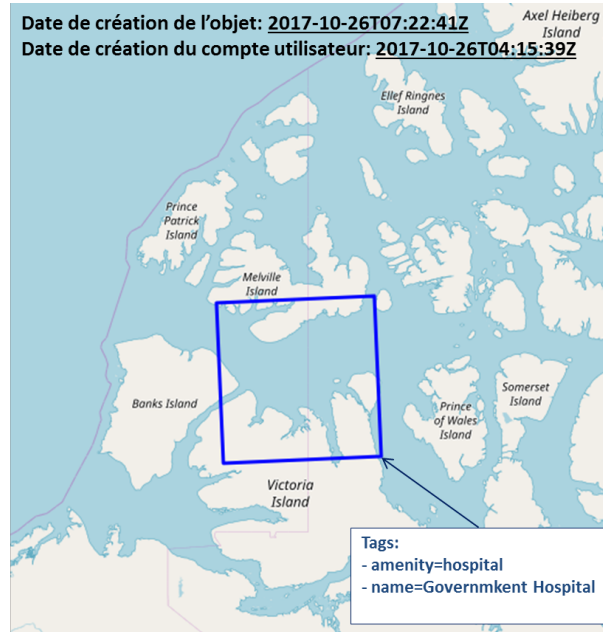 Date de création de l’objet: 2017-10-26T07:22:41Z
Date de création du compte utilisateur: 2017-10-26T04:15:39Z
Axel Heiberg
Island
Ellef Ringnes
Island
Prince
Patrick
Island
Melville
Island
Banks Island
Prince
of Wales
Island
Somerset
Island
Victoria
Island
Tags:
- amenity=hospital
- name=Governmkent Hospital